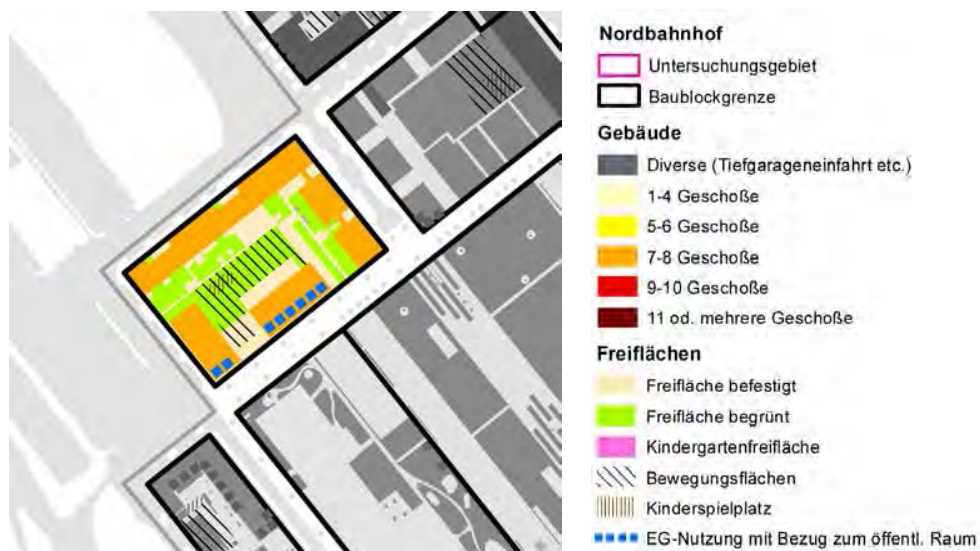 Nordbahnhof
Untersuchungsgebiet
Baublockgrenze
Gebäude
Diverse (Tiefgarageneinfahrt etc.)
1-4 Geschoße
5-6 Geschoße
7-8 Geschoße
9-10 Geschoße
11 od. mehrere Geschoße
Freiflächen
Freifläche befestigt
Freifläche begrünt
Kindergartenfreifläche
Bewegungsflächen
Kinderspielplatz
EG-Nutzung mit Bezug zum öffentl. Raum